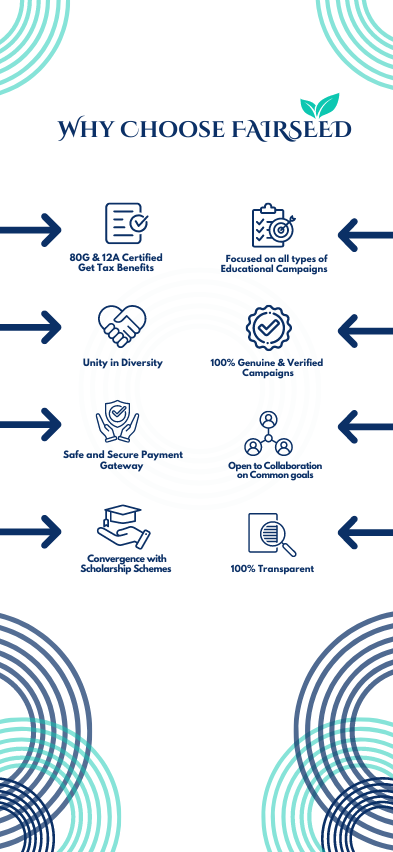 WHY CHOOSE FAIRSEED
80G & 12A Certified
Get Tax Benefits
Focused on all types of
Educational Campaigns
Unity in Diversity
100% Genuine & Verified
Campaigns
Safe and Secure Payment
Gateway
Open to Collaboration
on Common goals
Convergence with
Scholarship Schemes
100% Transparent